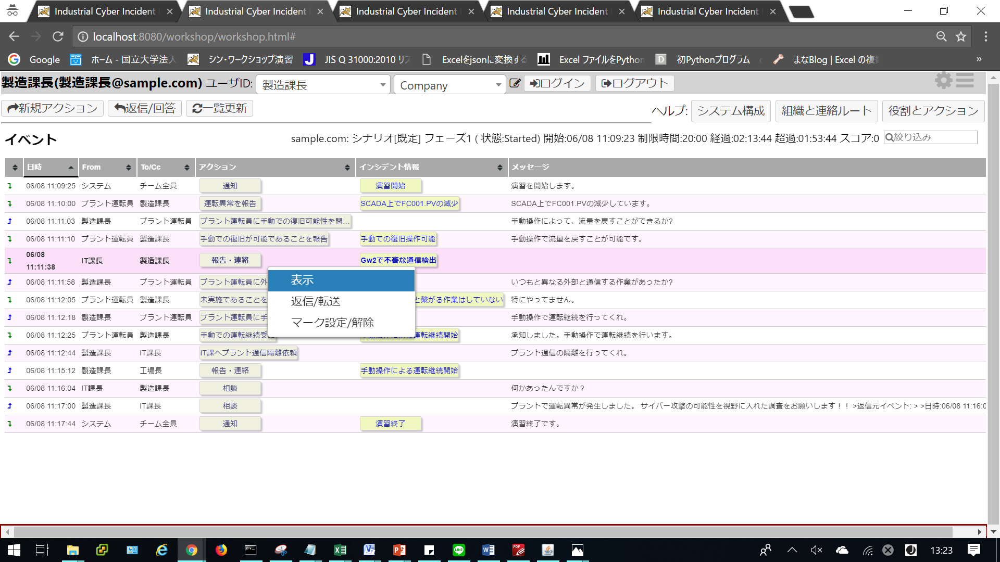 Industrial Cyber Incident
Industrial Cyber Incident
Industrial Cyber Incident
Industrial Cyber Incident
Industrial Cyber Incident
localhost:8080/workshop/workshop.html#
Google
ホーム - 国立大学法人
シン・ワークショップ演習
JIS Q 31000:2010 リス
Excelをjsonに変換する
Excel ファイルをPython
初Pythonプログラム
まなBlog | Excel の複
»
製造課長(製造課長@sample.com) ユーザID: 製造課長 Company ログイン ログアウト
新規アクション 返信/回答 一覧更新 ヘルプ: システム構成 組織と連絡ルート 役割とアクション
イベント sample.com: シナリオ[既定] フェーズ1 ( 状態:Started) 開始:06/08 11:09:23 制限時間:20:00 経過:02:13:44 超過:01:53:44 スコア:0 絞り込み
日時 From To/Cc アクション インシデント情報 メッセージ
06/08 11:09:25 システム チーム全員 通知 演習開始 演習を開始します。
06/08 11:10:00 プラント運転員 製造課長 運転異常を報告 SCADA上でFC001.PVの減少 SCADA上でFC001.PVの減少しています。
06/08 11:11:03 製造課長 プラント運転員 プラント運転員に手動での復旧可能性を問... 手動操作によって、流量を戻すことができるか?
06/08 11:11:10 プラント運転員 製造課長 手動での復旧が可能であることを報告 手動での復旧操作可能 手動操作で流量を戻すことが可能です。
06/08
11:11:38 IT課長 製造課長 報告・連絡 Gw2で不審な通信検出
06/08 11:11:58 製造課長 プラント運転員 プラント運転員に外 いつもと異なる外部と通信する作業があったか?
06/08 11:12:05 プラント運転員 製造課長 未実施であることを と繋がる作業はしていない 特にやってません。
06/08 11:12:18 製造課長 プラント運転員 プラント運転員に手 手動操作で運転継続を行ってくれ。
06/08 11:12:25 プラント運転員 製造課長 手動での運転継続受 運転継続開始 承知しました。手動操作で運転継続を行います。
06/08 11:12:44 製造課長 IT課長 IT課へプラント通信隔離依頼 プラント通信の隔離を行ってくれ。
06/08 11:15:12 製造課長 工場長 報告・連絡 手動操作による運転継続開始
06/08 11:16:04 IT課長 製造課長 相談 何かあったんですか？
06/08 11:17:00 製造課長 IT課長 相談 プラントで運転異常が発生しました。 サイバー攻撃の可能性を視野に入れた調査をお願いします！！ >返信元イベント: > >日時:06/08 11:16:0
06/08 11:17:44 システム チーム全員 通知 演習終了 演習終了です。
表示
返信/転送
マーク設定/解除
13:23